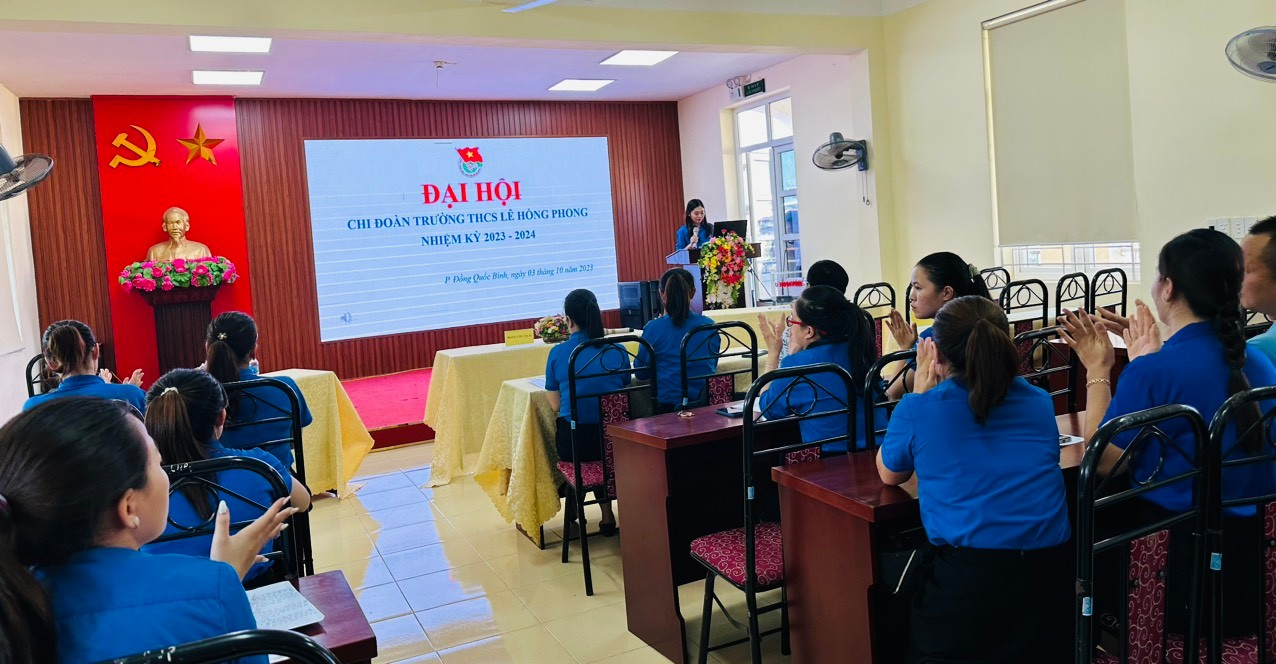 ĐẠI HỘI
CHI ĐOÀN TRƯỜNG THCS LÊ HỒNG PHONG
NHIỆM KỲ 2023 - 2024
P. Đồng Quốc Bình, ngày 03 tháng 10 năm 2023